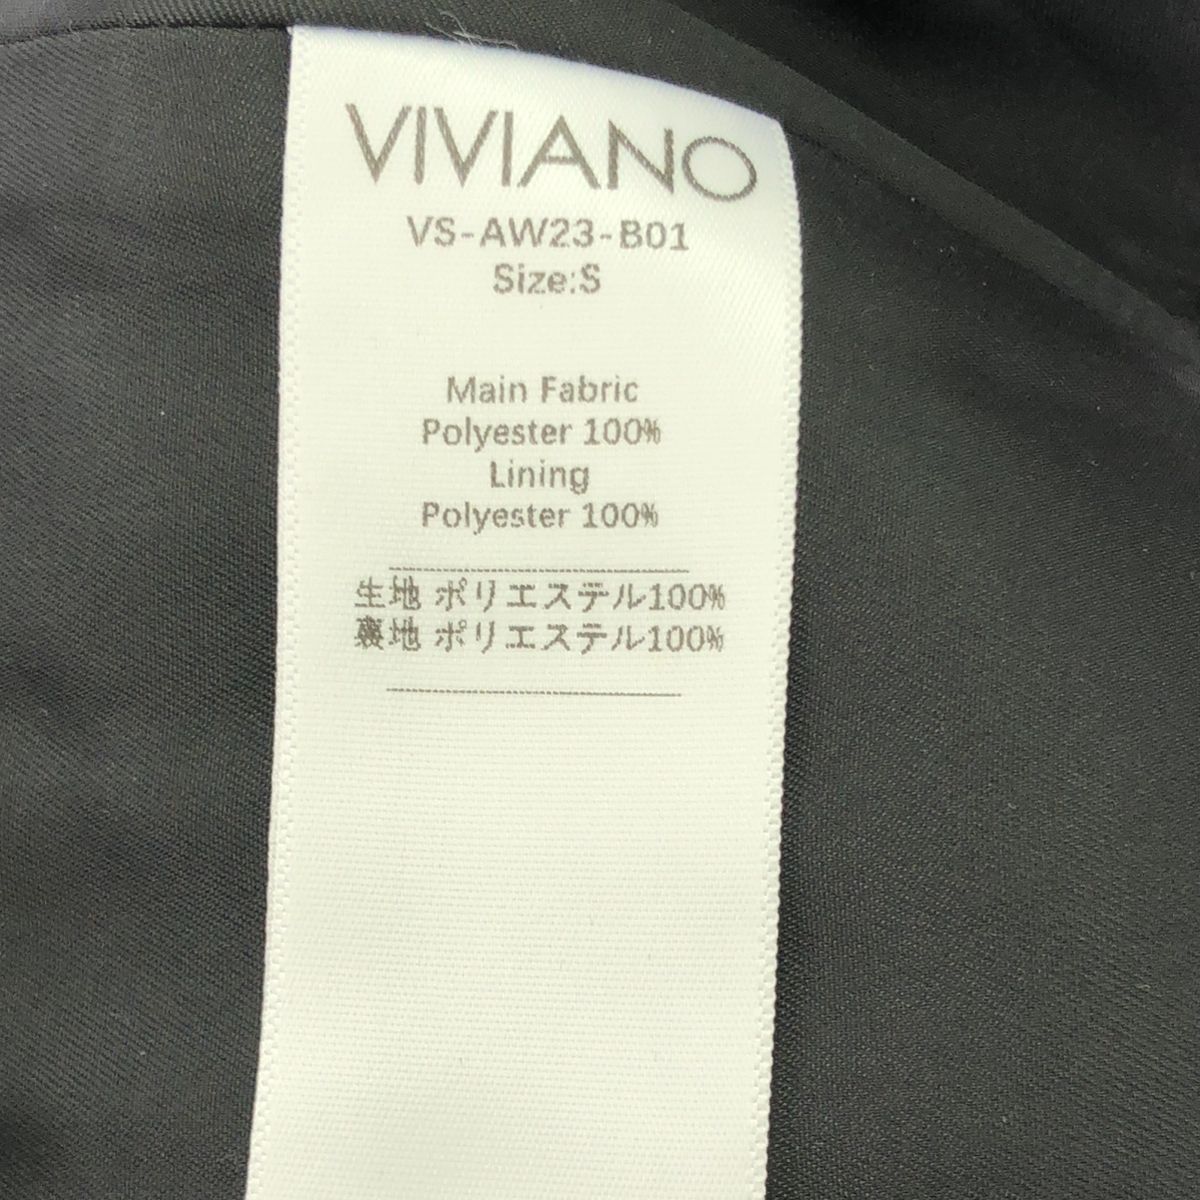 VIVIANO
VS-AW23-B01
Size:S
Main Fabric
Polyester 100%
Lining
Polyester 100%
生地 ポリエステル100%
裏地 ポリエステル100%